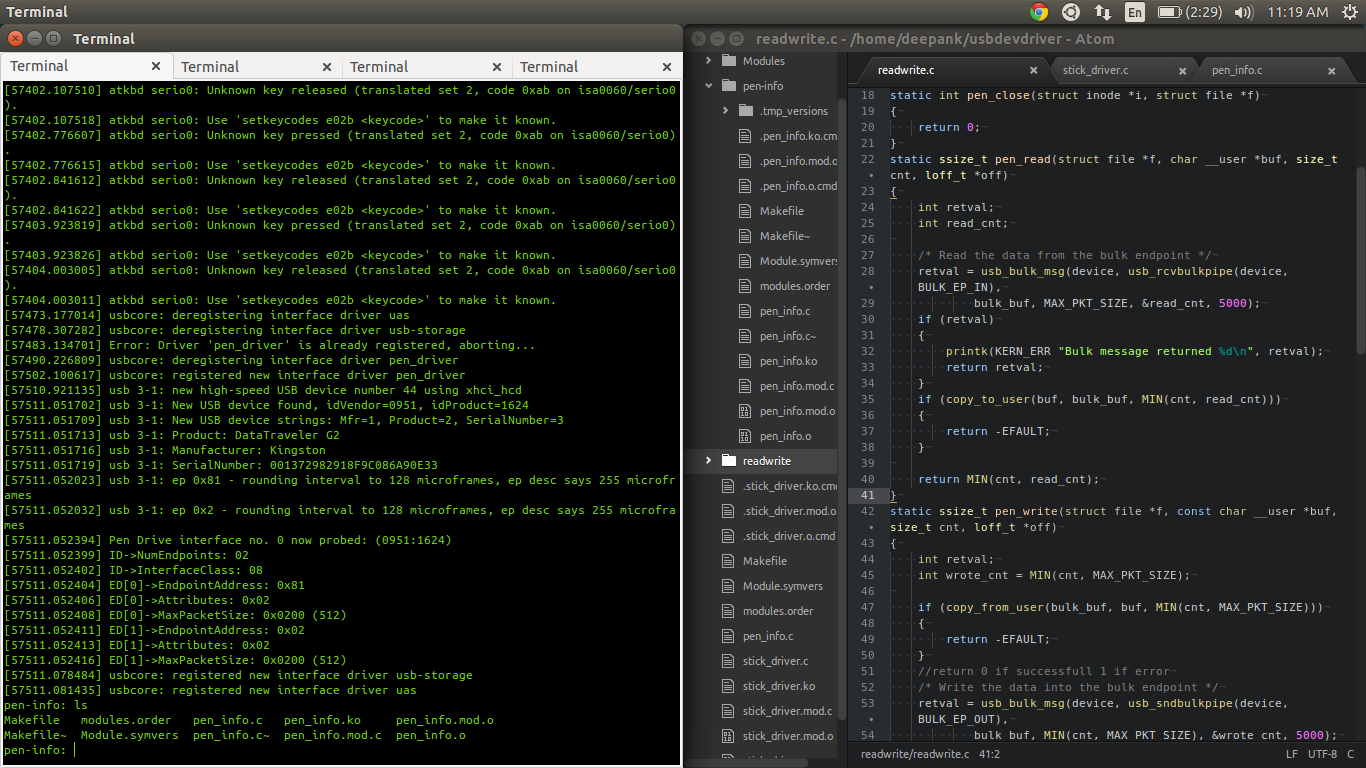 Terminal
En
(2:29)
11:19 AM
Terminal
Terminal
Terminal
Terminal
Terminal
[57402.107510] atkbd serio0: Unknown key released (translated set 2, code 0xab on isa0060/serio0
).
[57402.107518] atkbd serio0: Use 'setkeycodes e02b <keycode>' to make it known.
[57402.776607] atkbd serio0: Unknown key pressed (translated set 2, code 0xab on isa0060/serio0)
.
[57402.776615] atkbd serio0: Use 'setkeycodes e02b <keycode>' to make it known.
[57402.841612] atkbd serio0: Unknown key released (translated set 2, code 0xab on isa0060/serio0
).
[57402.841622] atkbd serio0: Use 'setkeycodes e02b <keycode>' to make it known.
[57403.923819] atkbd serio0: Unknown key pressed (translated set 2, code 0xab on isa0060/serio0)
.
[57403.923826] atkbd serio0: Use 'setkeycodes e02b <keycode>' to make it known.
[57404.003005] atkbd serio0: Unknown key released (translated set 2, code 0xab on isa0060/serio0
).
[57404.003011] atkbd serio0: Use 'setkeycodes e02b <keycode>' to make it known.
[57473.177014] usbcore: deregistering interface driver uas
[57478.307282] usbcore: deregistering interface driver usb-storage
[57483.134701] Error: Driver 'pen_driver' is already registered, aborting...
[57490.226809] usbcore: deregistering interface driver pen_driver
[57502.100617] usbcore: registered new interface driver pen_driver
[57510.921135] usb 3-1: new high-speed USB device number 44 using xhci_hcd
[57511.051702] usb 3-1: New USB device found, idVendor=0951, idProduct=1624
[57511.051709] usb 3-1: New USB device strings: Mfr=1, Product=2, SerialNumber=3
[57511.051713] usb 3-1: Product: DataTraveler G2
[57511.051716] usb 3-1: Manufacturer: Kingston
[57511.051719] usb 3-1: SerialNumber: 001372982918F9C086A90E33
[57511.052023] usb 3-1: ep 0x81 - rounding interval to 128 microframes, ep desc says 255 microfr
ames
[57511.052032] usb 3-1: ep 0x2 - rounding interval to 128 microframes, ep desc says 255 microfra
mes
[57511.052394] Pen Drive interface no. 0 now probed: (0951:1624)
[57511.052399] ID->NumEndpoints: 02
[57511.052402] ID->InterfaceClass: 08
[57511.052404] ED[0]->EndpointAddress: 0x81
[57511.052406] ED[0]->Attributes: 0x02
[57511.052408] ED[0]->MaxPacketSize: 0x0200 (512)
[57511.052411] ED[1]->EndpointAddress: 0x02
[57511.052413] ED[1]->Attributes: 0x02
[57511.052416] ED[1]->MaxPacketSize: 0x0200 (512)
[57511.078484] usbcore: registered new interface driver usb-storage
[57511.081435] usbcore: registered new interface driver uas
pen-info: ls
Makefile modules.order pen_info.c pen_info.ko pen_info.mod.o
Makefile~ Module.symvers pen_info.c~ pen_info.mod.c pen_info.o
pen-info:
readwrite.c - /home/deepank/usbdevdriver - Atom
Modules
pen-info
.tmp_versions
.pen_info.ko.cm
.pen_info.mod.o
.pen_info.o.cmd
Makefile
Makefile~
Module.symvers
modules.order
pen_info.c
pen_info.c~
pen_info.ko
pen_info.mod.c
pen_info.mod.o
pen_info.o
readwrite
.stick_driver.ko.cmd
.stick_driver.mod.o
.stick_driver.o.cmd
Makefile
Module.symvers
modules.order
pen_info.c
stick_driver.c
stick_driver.ko
stick_driver.mod.c
stick_driver.mod.o
readwrite.c
stick_driver.c
pen_info.c
18 static int pen_close(struct inode *i, struct file *f)
19 {
20 return 0;
21 }
22 static ssize_t pen_read(struct file *f, char __user *buf, size_t
cnt, loff_t *off)
23 {
24 int retval;
25 int read_cnt;
26
27 /* Read the data from the bulk endpoint */
28 retval = usb_bulk_msg(device, usb_rcvbulkpipe(device,
BULK_EP_IN),
29 bulk_buf, MAX_PKT_SIZE, &read_cnt, 5000);
30 if (retval)
31 {
32 printk(KERN_ERR "Bulk message returned %d\n", retval);
33 return retval;
34 }
35 if (copy_to_user(buf, bulk_buf, MIN(cnt, read_cnt)))
36 {
37 return -EFAULT;
38 }
39
40 return MIN(cnt, read_cnt);
41 }
42 static ssize_t pen_write(struct file *f, const char __user *buf,
size_t cnt, loff_t *off)
43 {
44 int retval;
45 int wrote_cnt = MIN(cnt, MAX_PKT_SIZE);
46
47 if (copy_from_user(bulk_buf, buf, MIN(cnt, MAX_PKT_SIZE)))
48 {
49 return -EFAULT;
50 }
51 //return 0 if successfull 1 if error
52 /* Write the data into the bulk endpoint */
53 retval = usb_bulk_msg(device, usb_sndbulkpipe(device,
BULK_EP_OUT),
54 bulk_buf, MIN(cnt, MAX_PKT_SIZE), &wrote_cnt, 5000);
readwrite/readwrite.c 41:2
LF UTF-8 C